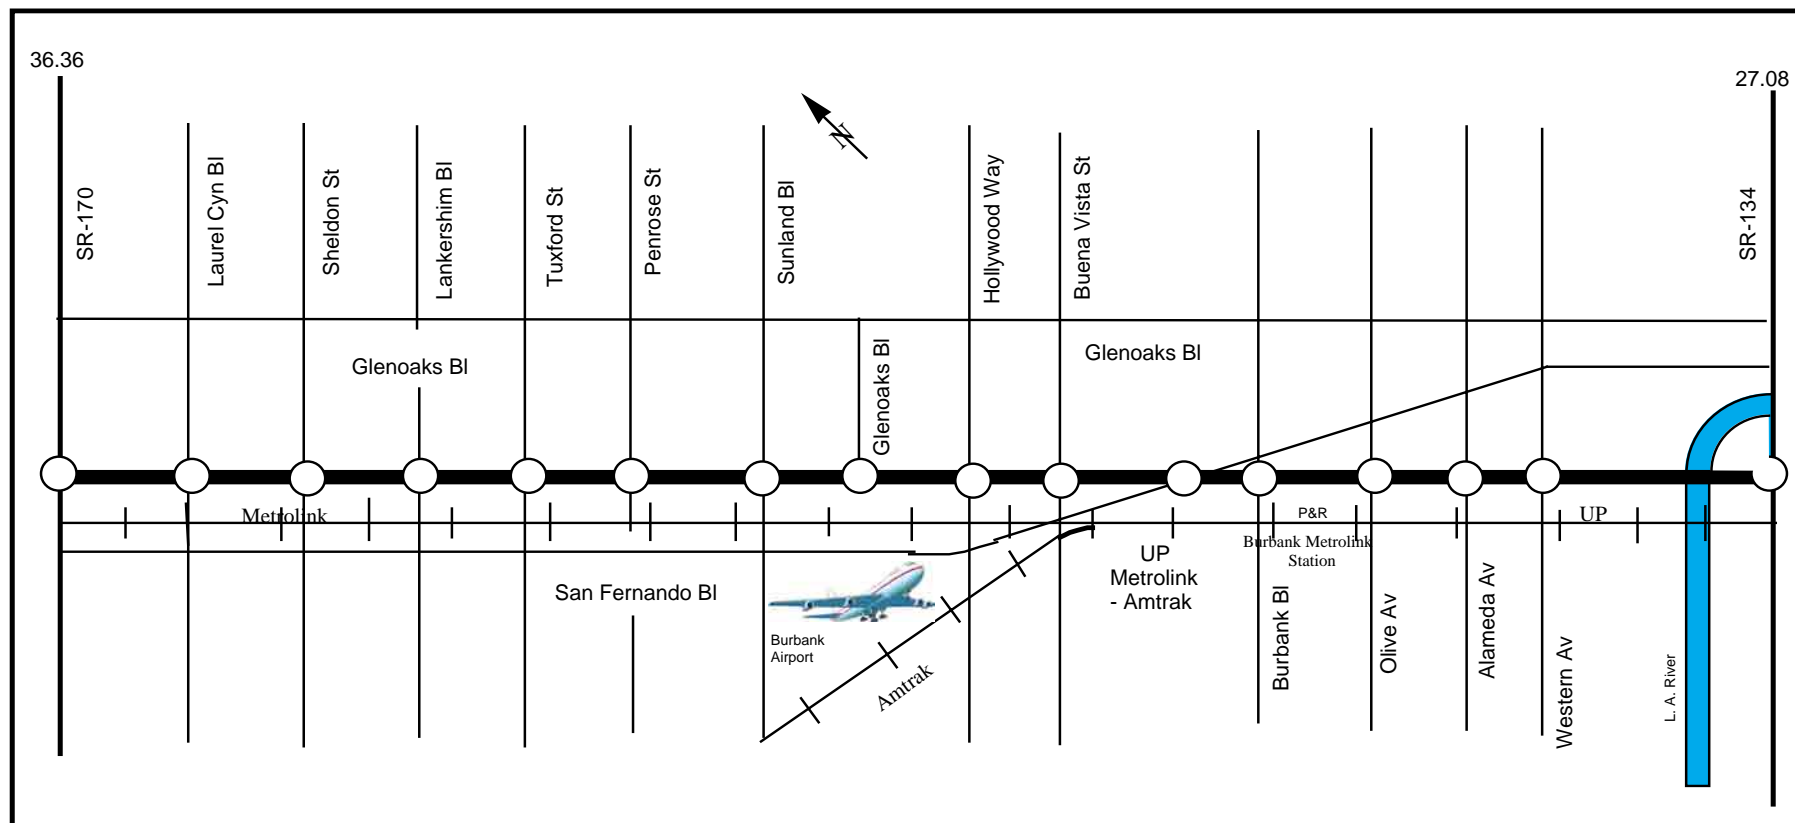 36.36
27.08
N
SR-170
Laurel Cyn Bl
Sheldon St
Lankershim Bl
Tuxford St
Penrose St
Sunland Bl
Hollywood Way
Buena Vista St
SR-134
Glenoaks Bl
Glenoaks Bl
Glenoaks Bl
Metrolink
P&R
UP
Burbank Metrolink
Station
UP
Metrolink
- Amtrak
San Fernando Bl
Burbank
Airport
Amtrak
Burbank Bl
Olive Av
Alameda Av
Western Av
L. A. River